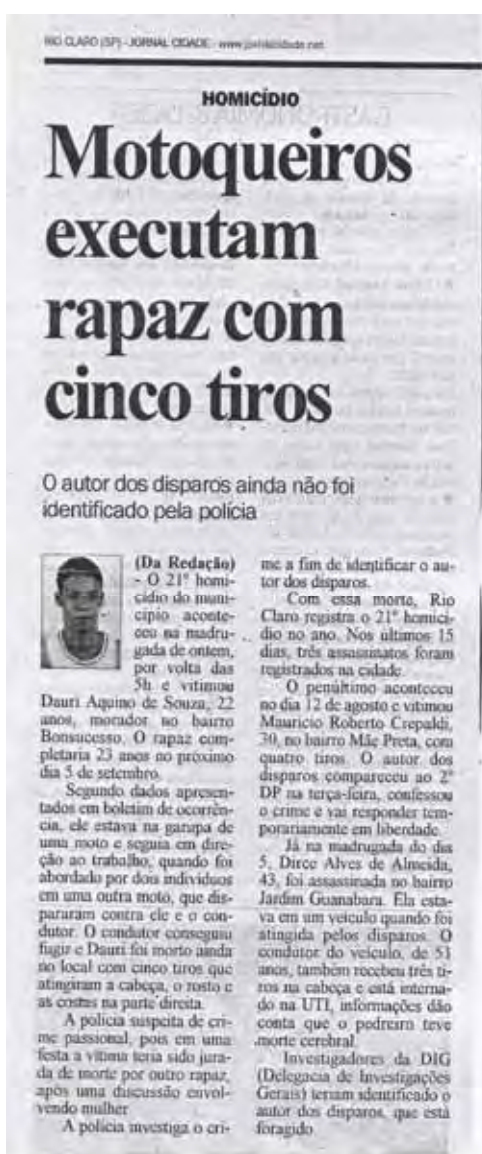 RIO CLARO (SP) - JORNAL CIDADE - www.jornalcidade.net
HOMICÍDIO
Motoqueiros
executam
rapaz com
cinco tiros
O autor dos disparos ainda não foi
identificado pela polícia
(Da Redação)
- O 21º homi-
cídio do muni-
cípio aconte-
ceu na madru-
gada de ontem,
por volta das
5h e vitimou
Dauri Aquino de Souza, 22
anos, morador no bairro
Bonsucesso. O rapaz com-
pletaria 23 anos no próximo
dia 5 de setembro.
Segundo dados apresen-
tados em boletim de ocorrên-
cia, ele estava na garupa de
uma moto e seguia em dire-
ção ao trabalho, quando foi
abordado por dois indivíduos
em uma outra moto, que dis-
pararam contra ele e o con-
dutor. O condutor conseguiu
fugir e Dauri foi morto ainda
no local com cinco tiros que
atingiram a cabeça, o rosto e
as costas na parte direita.
A polícia suspeita de cri-
me passional, pois em uma
festa a vítima teria sido jura-
da de morte por outro rapaz,
após uma discussão envol-
vendo mulher.
A polícia investiga o cri-
me a fim de identificar o au-
tor dos disparos.
Com essa morte, Rio
Claro registra o 21º homicí-
dio no ano. Nos últimos 15
dias, três assassinatos foram
registrados na cidade.
O penúltimo aconteceu
no dia 12 de agosto e vitimou
Mauricio Roberto Crepaldi,
30, no bairro Mãe Preta, com
quatro tiros. O autor dos
disparos compareceu ao 2º
DP na terça-feira, confessou
o crime e vai responder tem-
porariamente em liberdade.
Já na madrugada do dia
5, Dirce Alves de Almeida,
43, foi assassinada no bairro
Jardim Guanabara. Ela esta-
va em um veículo quando foi
atingida pelos disparos. O
condutor do veículo, de 51
anos, também recebeu três ti-
ros na cabeça e está interna-
do na UTI, informações dão
conta que o pedreiro teve
morte cerebral.
Investigadores da DIG
(Delegacia de Investigações
Gerais) teriam identificado o
autor dos disparos, que está
foragido.